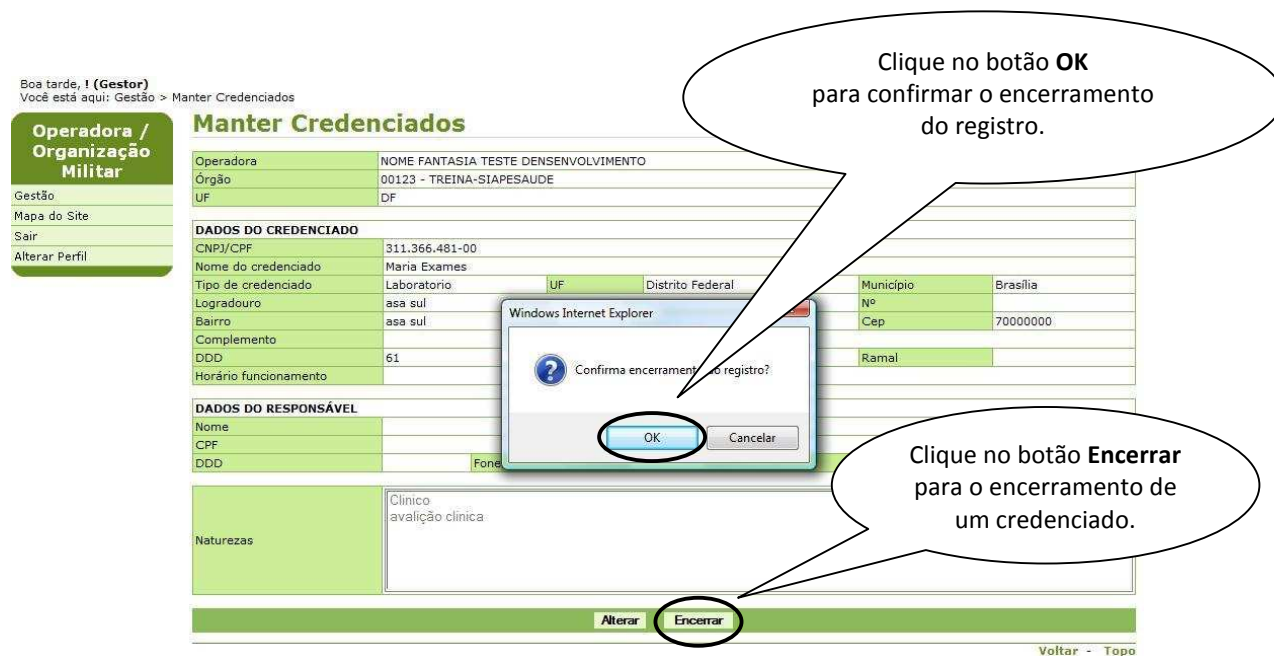 Clique no botão OK
para confirmar o encerramento
do registro.
Boa tarde, ! (Gestor)
Você está aqui: Gestão > Manter Credenciados
Operadora /
Organização
Militar
Gestão
Mapa do Site
Sair
Alterar Perfil
Manter Credenciados
Operadora NOME FANTASIA TESTE DENSENVOLVIMENTO
Órgão 00123 - TREINA-SIAPESAUDE
UF DF
DADOS DO CREDENCIADO
CNPJ/CPF 311.366.481-00
Nome do credenciado Maria Exames
Tipo de credenciado Laboratorio UF Distrito Federal Município Brasília
Logradouro asa sul Nº
Bairro asa sul Cep 70000000
Complemento
DDD 61 Ramal
Horário funcionamento
Windows Internet Explorer
Confirma encerramento do registro?
OK Cancelar
DADOS DO RESPONSÁVEL
Nome
CPF
DDD Fone
Clique no botão Encerrar
para o encerramento de
um credenciado.
Naturezas
Clinico
avalição clinica
Alterar Encerrar
Voltar - Topo